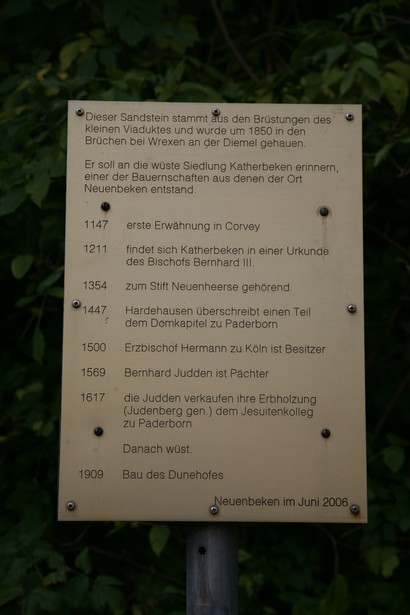 Dieser Sandstein stammt aus den Brüstungen des
kleinen Viaduktes und wurde um 1850 in den
Brüchen bei Wrexen an der Diemel gehauen.
Er soll an die wüste Siedlung Katherbeken erinnern,
einer der Bauernschaften aus denen der Ort
Neuenbeken entstand.
1147 erste Erwähnung in Corvey
1211 findet sich Katherbeken in einer Urkunde
des Bischofs Bernhard III.
1354 zum Stift Neuenheerse gehörend.
1447 Hardehausen überschreibt einen Teil
dem Domkapitel zu Paderborn
1500 Erzbischof Hermann zu Köln ist Besitzer
1569 Bernhard Judden ist Pächter
1617 die Judden verkaufen ihre Erbholzung
(Judenberg gen.) dem Jesuitenkolleg
zu Paderborn
Danach wüst.
1909 Bau des Dunehofes
Neuenbeken im Juni 2006